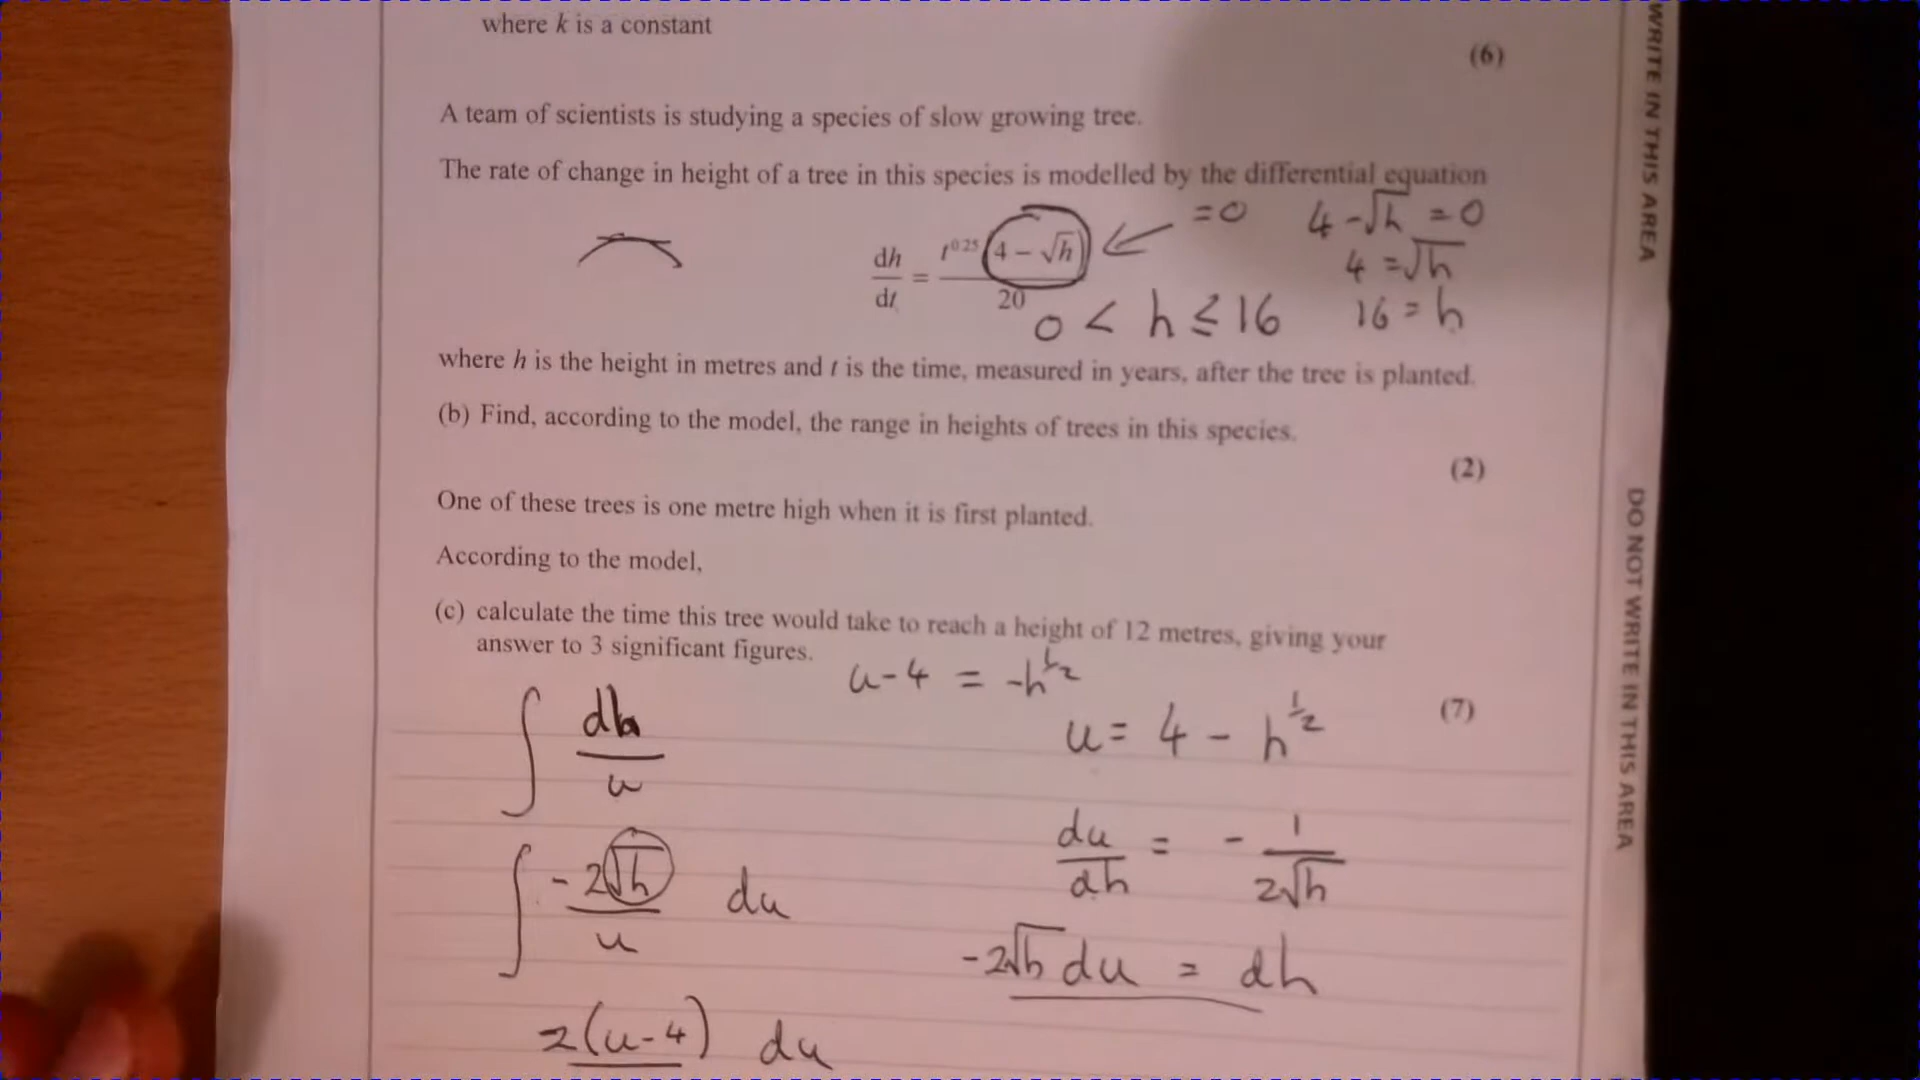 where k is a constant
(6)
A team of scientists is studying a species of slow growing tree.
The rate of change in height of a tree in this species is modelled by the differential equation
dh/dt = t^0.25(4 − √h)/20
= 0
4 - √h = 0
4 = √h
16 = h
0 < h ≤ 16
where h is the height in metres and t is the time, measured in years, after the tree is planted.
(b) Find, according to the model, the range in heights of trees in this species.
(2)
One of these trees is one metre high when it is first planted.
According to the model,
(c) calculate the time this tree would take to reach a height of 12 metres, giving your
answer to 3 significant figures.
(7)
u - 4 = -h^½
u = 4 - h^½
∫ dh/u
du/dh = - 1/2√h
∫ -2√h/u du
-2√h du = dh
2(u-4) du
WRITE IN THIS AREA
DO NOT WRITE IN THIS AREA